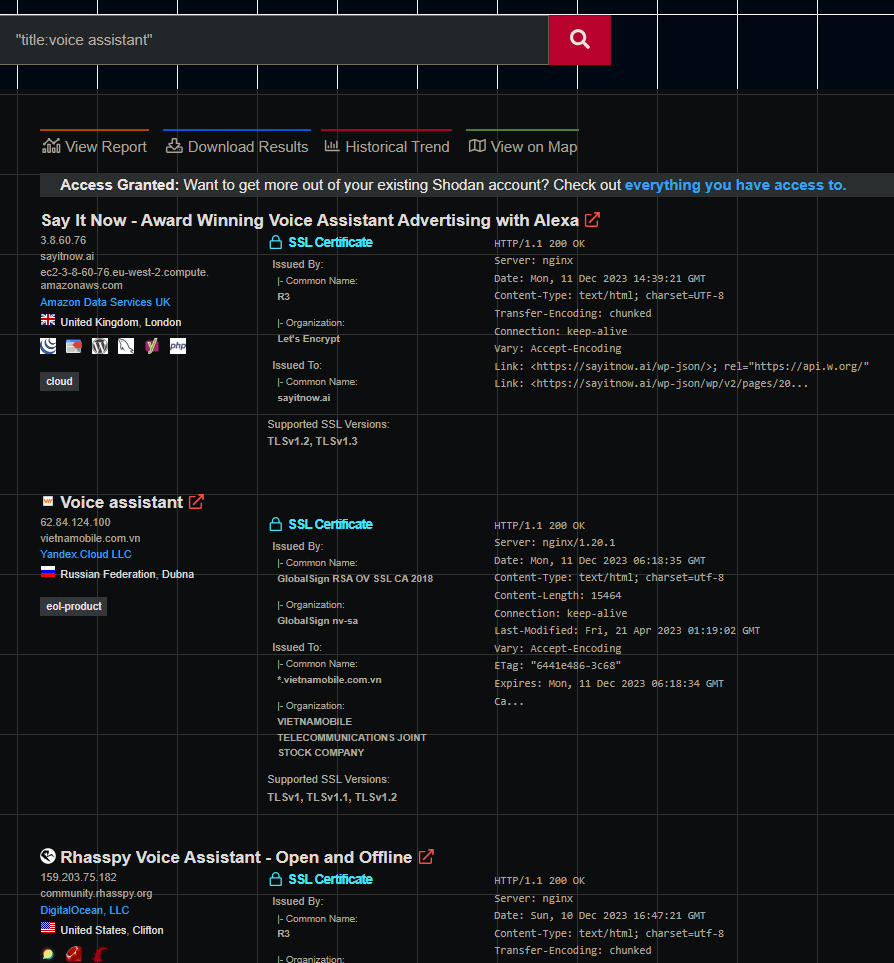 "title:voice assistant"
View Report
Download Results
Historical Trend
View on Map
Access Granted: Want to get more out of your existing Shodan account? Check out everything you have access to.
Say It Now - Award Winning Voice Assistant Advertising with Alexa
3.8.60.76
sayitnow.ai
ec2-3-8-60-76.eu-west-2.compute.
amazonaws.com
Amazon Data Services UK
United Kingdom, London
php
cloud
SSL Certificate
Issued By:
|- Common Name:
R3
|- Organization:
Let's Encrypt
Issued To:
|- Common Name:
sayitnow.ai
Supported SSL Versions:
TLSv1.2, TLSv1.3
HTTP/1.1 200 OK
Server: nginx
Date: Mon, 11 Dec 2023 14:39:21 GMT
Content-Type: text/html; charset=UTF-8
Transfer-Encoding: chunked
Connection: keep-alive
Vary: Accept-Encoding
Link: <https://sayitnow.ai/wp-json/>; rel="https://api.w.org/"
Link: <https://sayitnow.ai/wp-json/wp/v2/pages/20...
Voice assistant
62.84.124.100
vietnamobile.com.vn
Yandex.Cloud LLC
Russian Federation, Dubna
eol-product
SSL Certificate
Issued By:
|- Common Name:
GlobalSign RSA OV SSL CA 2018
|- Organization:
GlobalSign nv-sa
Issued To:
|- Common Name:
*.vietnamobile.com.vn
|- Organization:
VIETNAMOBILE
TELECOMMUNICATIONS JOINT
STOCK COMPANY
Supported SSL Versions:
TLSv1, TLSv1.1, TLSv1.2
HTTP/1.1 200 OK
Server: nginx/1.20.1
Date: Mon, 11 Dec 2023 06:18:35 GMT
Content-Type: text/html; charset=utf-8
Content-Length: 15464
Connection: keep-alive
Last-Modified: Fri, 21 Apr 2023 01:19:02 GMT
Vary: Accept-Encoding
ETag: "6441e486-3c68"
Expires: Mon, 11 Dec 2023 06:18:34 GMT
Ca...
Rhasspy Voice Assistant - Open and Offline
159.203.75.182
community.rhasspy.org
DigitalOcean, LLC
United States, Clifton
SSL Certificate
Issued By:
|- Common Name:
R3
|- Organization:
HTTP/1.1 200 OK
Server: nginx
Date: Sun, 10 Dec 2023 16:47:21 GMT
Content-Type: text/html; charset=utf-8
Transfer-Encoding: chunked